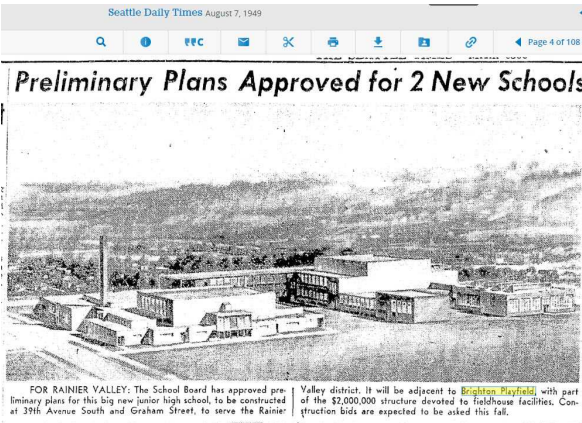 Seattle Daily Times August 7, 1949
Page 4 of 108
Preliminary Plans Approved for 2 New Schools
FOR RAINIER VALLEY: The School Board has approved pre-
liminary plans for this big new junior high school, to be constructed
at 39th Avenue South and Graham Street, to serve the Rainier
Valley district. It will be adjacent to Brighton Playfield, with part
of the $2,000,000 structure devoted to fieldhouse facilities. Con-
struction bids are expected to be asked this fall.